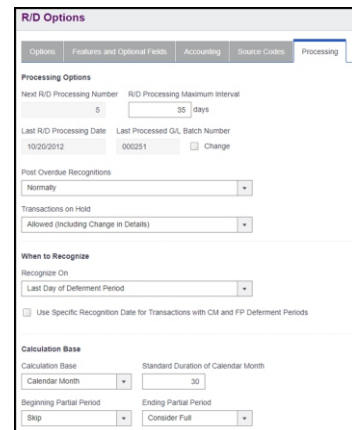 R/D Options
Options Features and Optional Fields Accounting Source Codes Processing
Processing Options
Next R/D Processing Number R/D Processing Maximum Interval
5 35 days
Last R/D Processing Date Last Processed G/L Batch Number
10/20/2012 000251 Change
Post Overdue Recognitions
Normally
Transactions on Hold
Allowed (Including Change in Details)
When to Recognize
Recognize On
Last Day of Deferment Period
Use Specific Recognition Date for Transactions with CM and FP Deferment Periods
Calculation Base
Calculation Base Standard Duration of Calendar Month
Calendar Month 30
Beginning Partial Period Ending Partial Period
Skip Consider Full